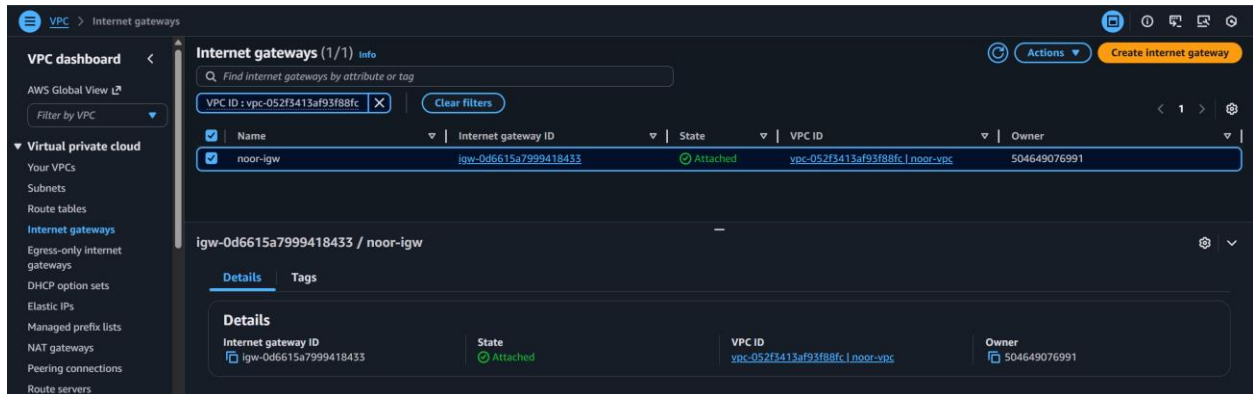 VPC > Internet gateways
VPC dashboard
AWS Global View
Filter by VPC
Virtual private cloud
Your VPCs
Subnets
Route tables
Internet gateways
Egress-only internet
gateways
DHCP option sets
Elastic IPs
Managed prefix lists
NAT gateways
Peering connections
Route servers
Internet gateways (1/1) Info
Actions
Create internet gateway
Find internet gateways by attribute or tag
VPC ID : vpc-052f3413af93f88fc
Clear filters
1
Name Internet gateway ID State VPC ID Owner
noor-igw igw-0d6615a7999418433 Attached vpc-052f3413af93f88fc | noor-vpc 504649076991
igw-0d6615a7999418433 / noor-igw
Details Tags
Details
Internet gateway ID State VPC ID Owner
igw-0d6615a7999418433 Attached vpc-052f3413af93f88fc | noor-vpc 504649076991